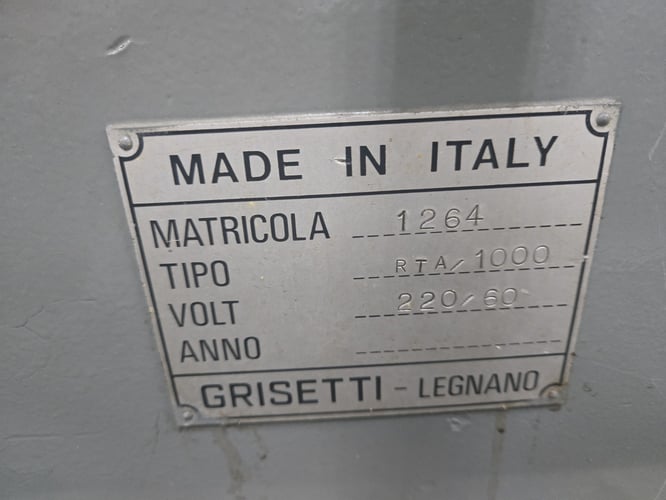 MADE IN ITALY
MATRICOLA 1264
TIPO RTA/1000
VOLT 220/60
ANNO
GRISETTI - LEGNANO